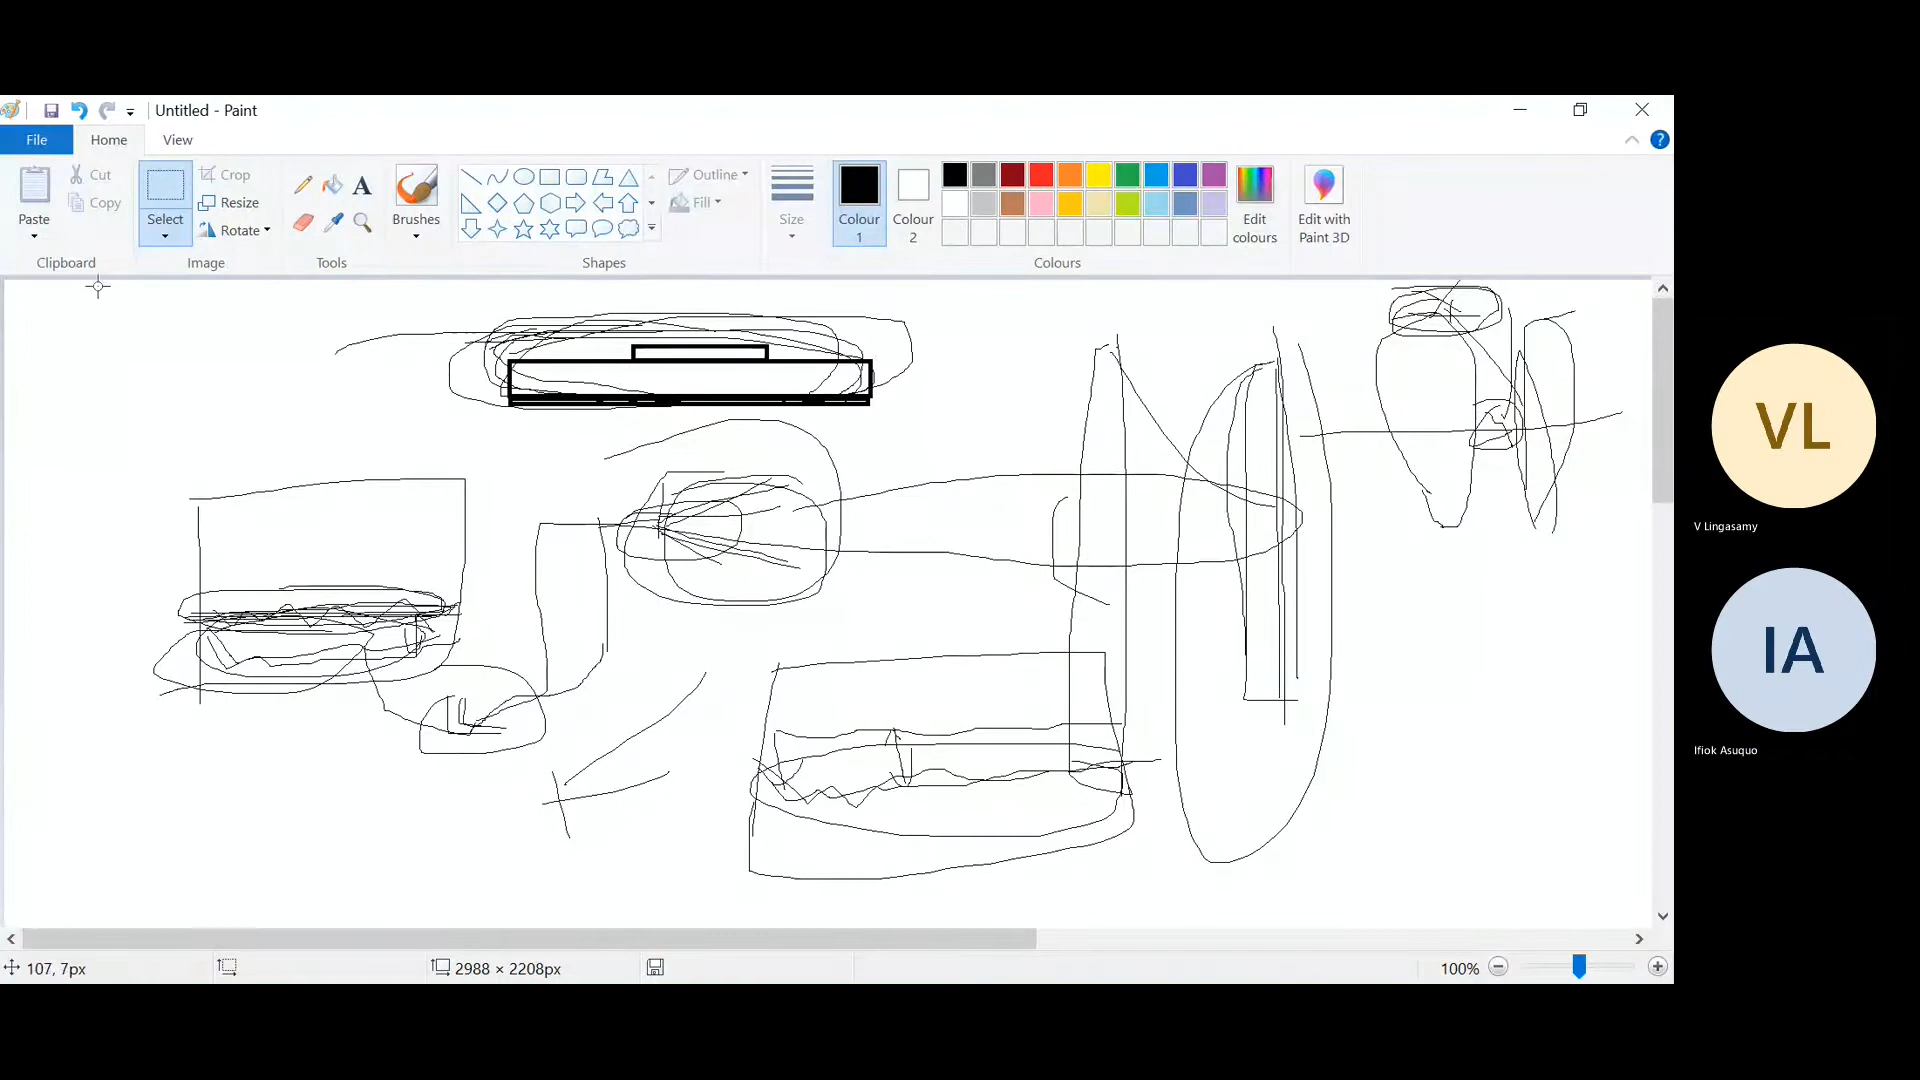 Untitled - Paint
File Home View
Paste
Cut
Copy
Clipboard
Select
Crop
Resize
Rotate
Image
Tools
A
Brushes
Shapes
Outline
Fill
Size
Colour 1
Colour 2
Colours
Edit colours
Edit with Paint 3D
?
VL
V Lingasamy
IA
Ifiok Asuquo
107, 7px
2988 × 2208px
100%